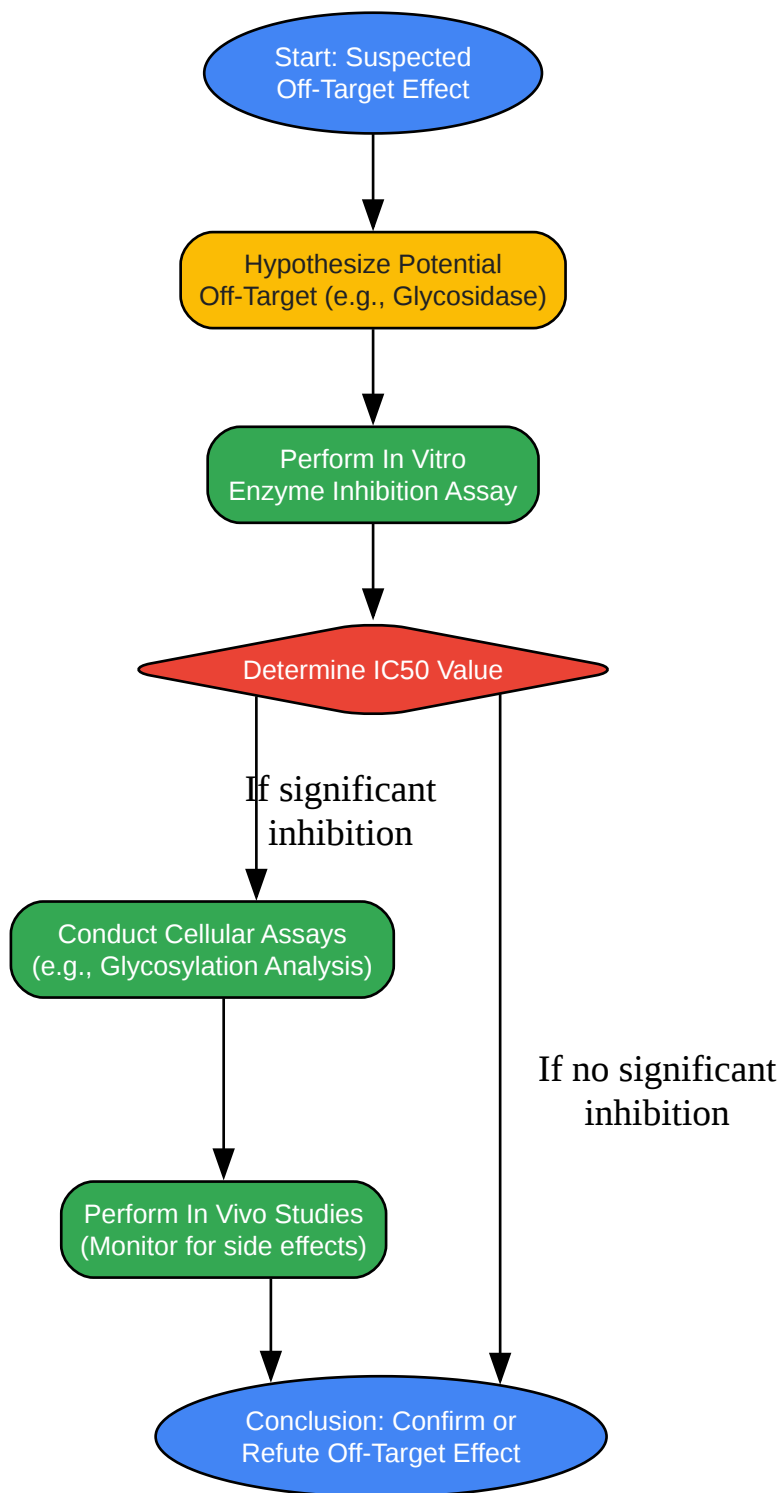 Start: Suspected
Off-Target Effect
Hypothesize Potential
Off-Target (e.g., Glycosidase)
Perform In Vitro
Enzyme Inhibition Assay
Determine IC50 Value
If significant
inhibition
Conduct Cellular Assays
(e.g., Glycosylation Analysis)
If no significant
inhibition
Perform In Vivo Studies
(Monitor for side effects)
Conclusion: Confirm or
Refute Off-Target Effect